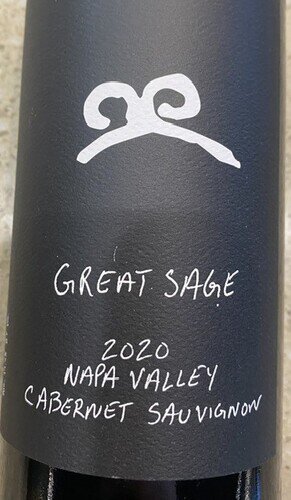 GREAT SAGE
2020
NAPA VALLEY
CABERNET SAUVIGNON